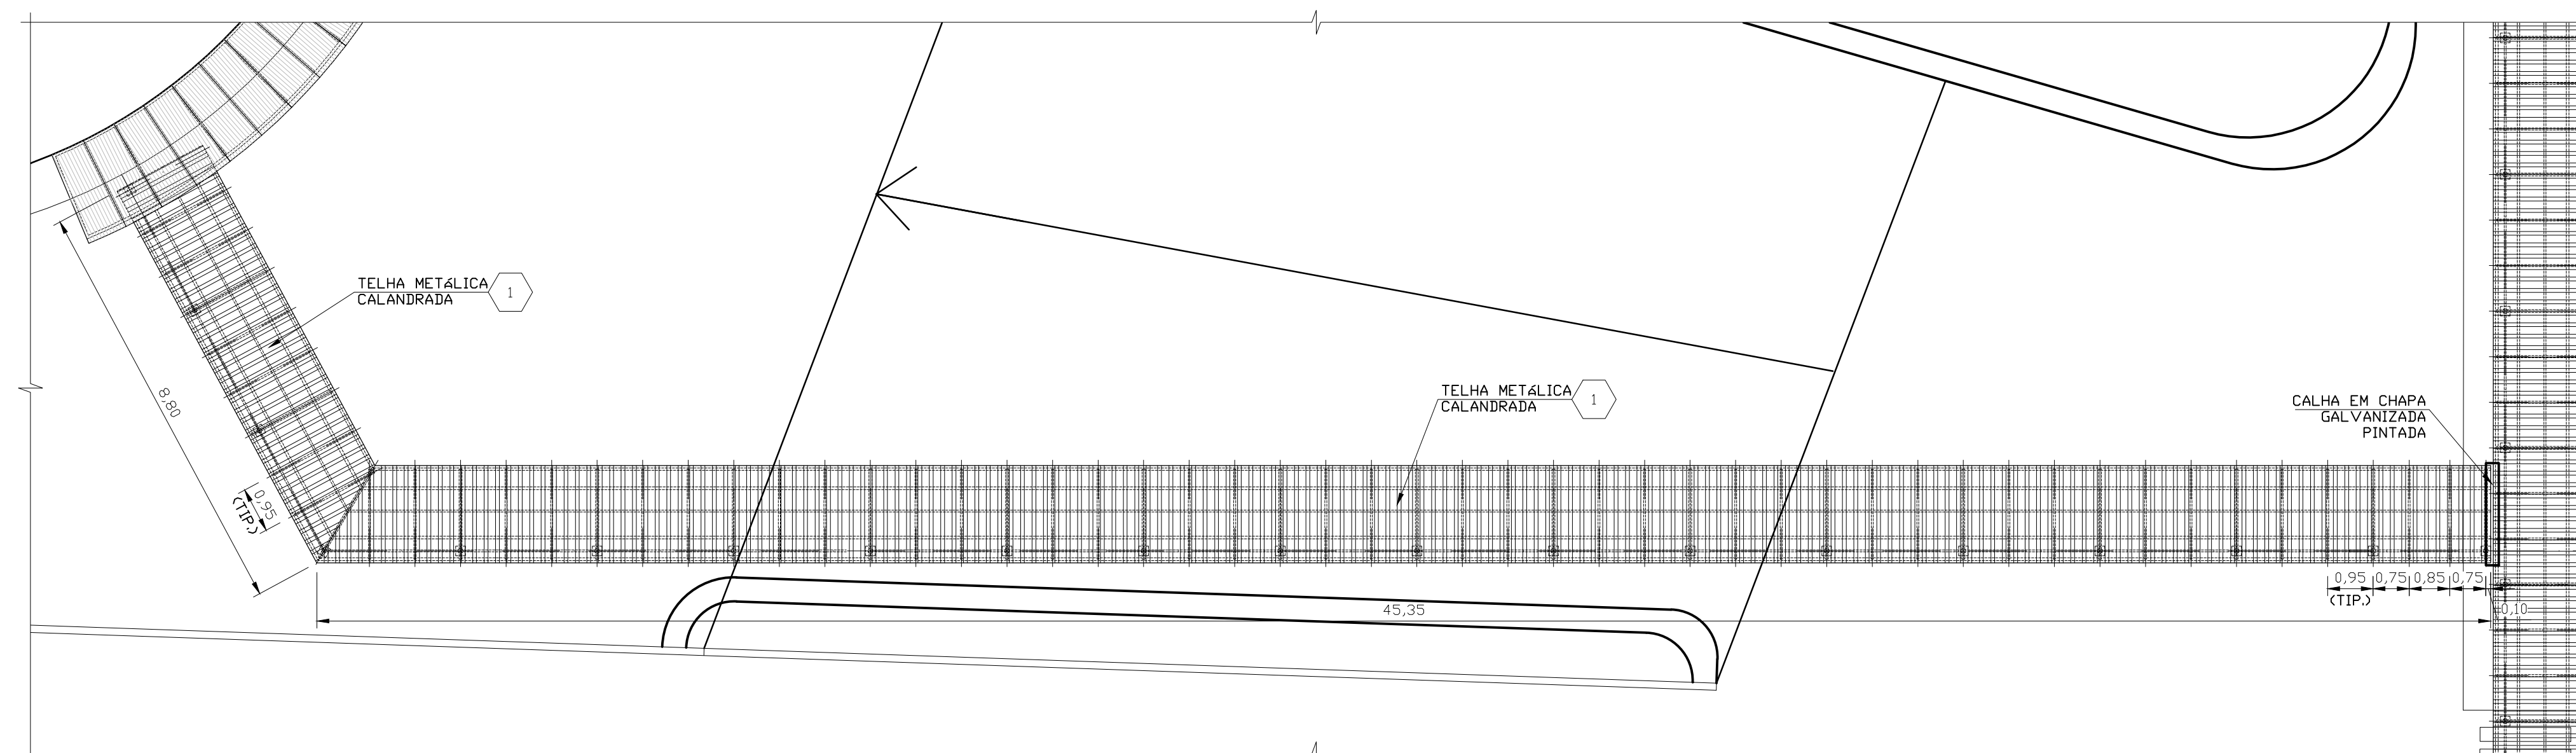 TELHA METÁLICA
CALANDRADA
1
8,80
0,95
(TIP.)
TELHA METÁLICA
CALANDRADA
1
CALHA EM CHAPA
GALVANIZADA
PINTADA
0,95 0,75 0,85 0,75
(TIP.)
0,10
45,35